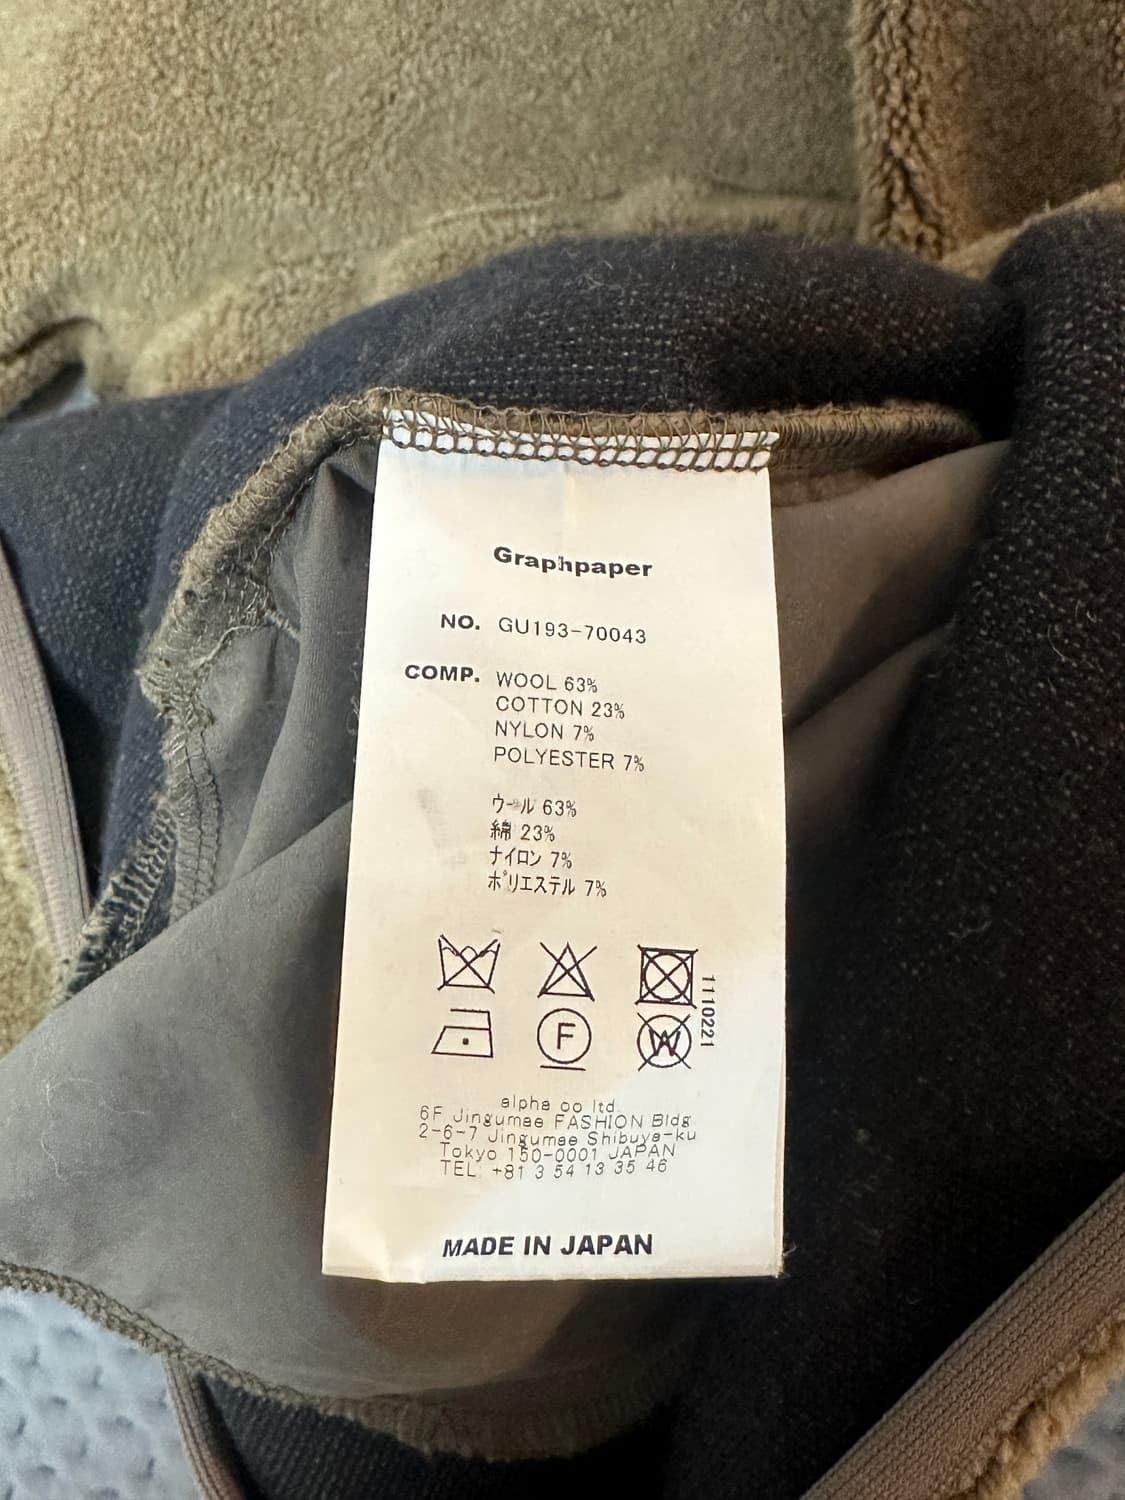 Graphpaper
NO. GU193-70043
COMP. WOOL 63%
COTTON 23%
NYLON 7%
POLYESTER 7%
ウール 63%
綿 23%
ナイロン 7%
ポリエステル 7%
1110221
F
W
alpha co ltd.
6F Jingumae FASHION Bldg
2-6-7 Jingumae Shibuya-ku
Tokyo 150-0001 JAPAN
TEL +81 3 54 13 35 46
MADE IN JAPAN